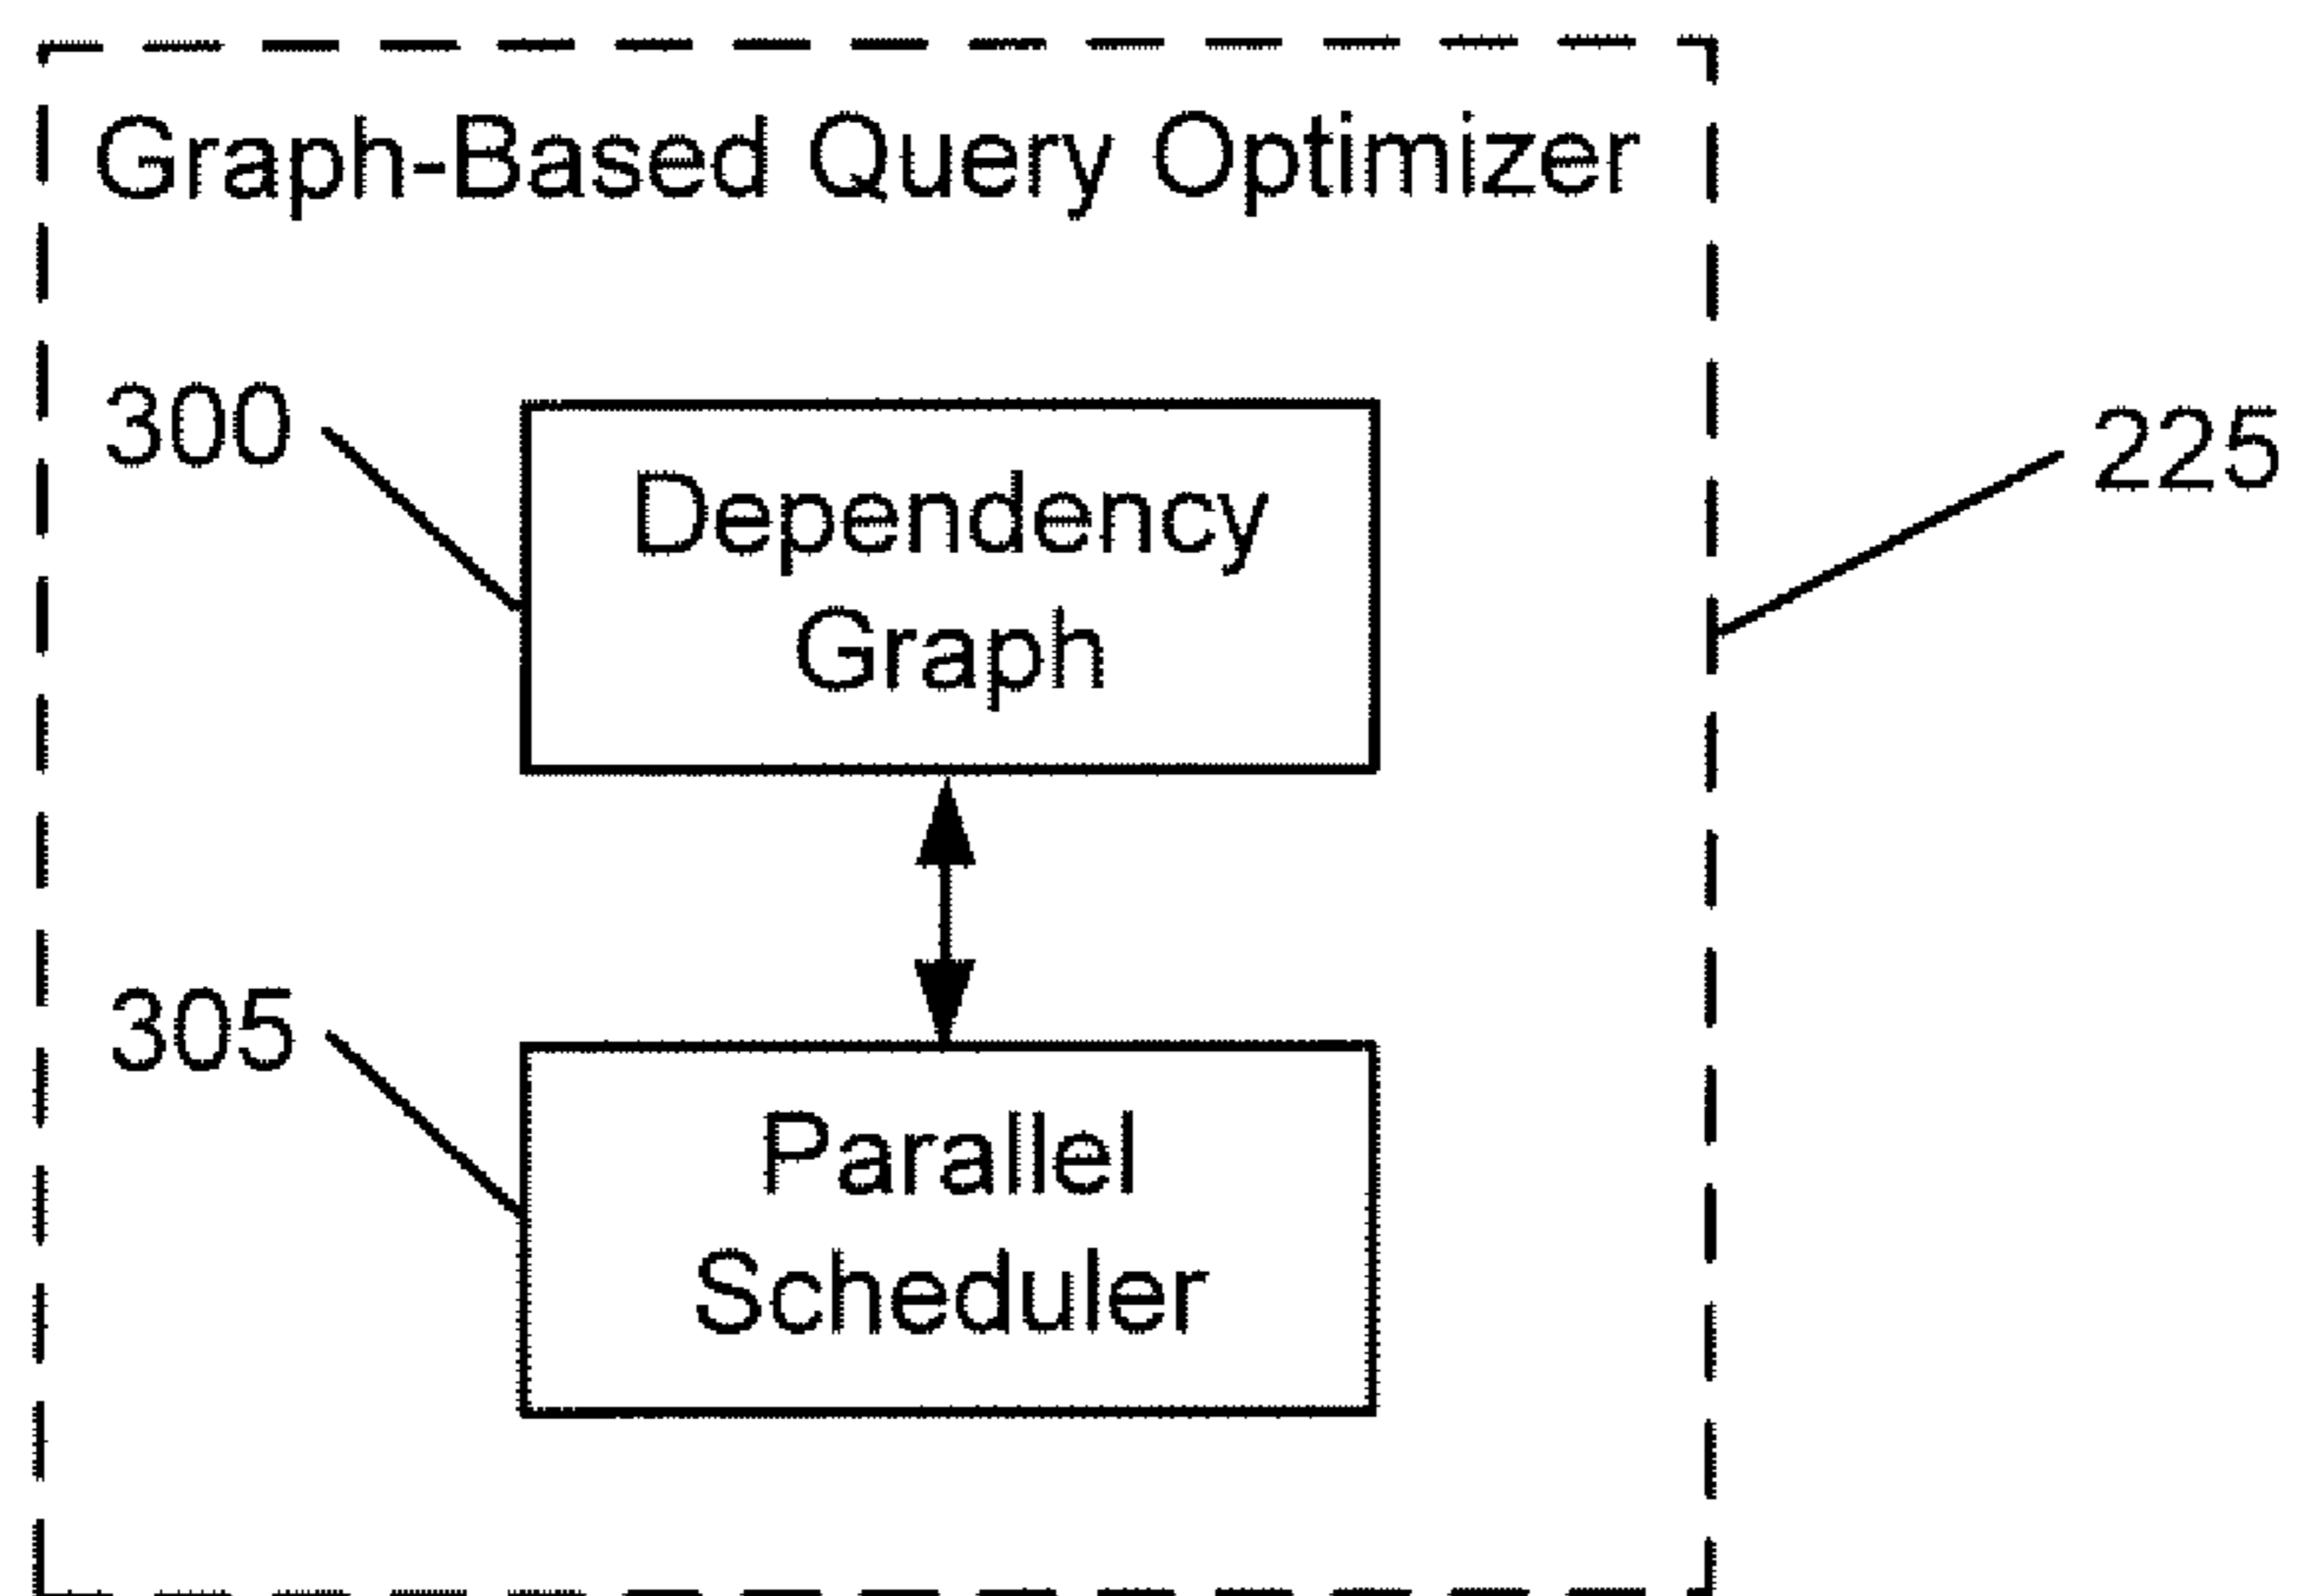 Graph-Based Query Optimizer
300
Dependency
Graph
225
305
Parallel
Scheduler